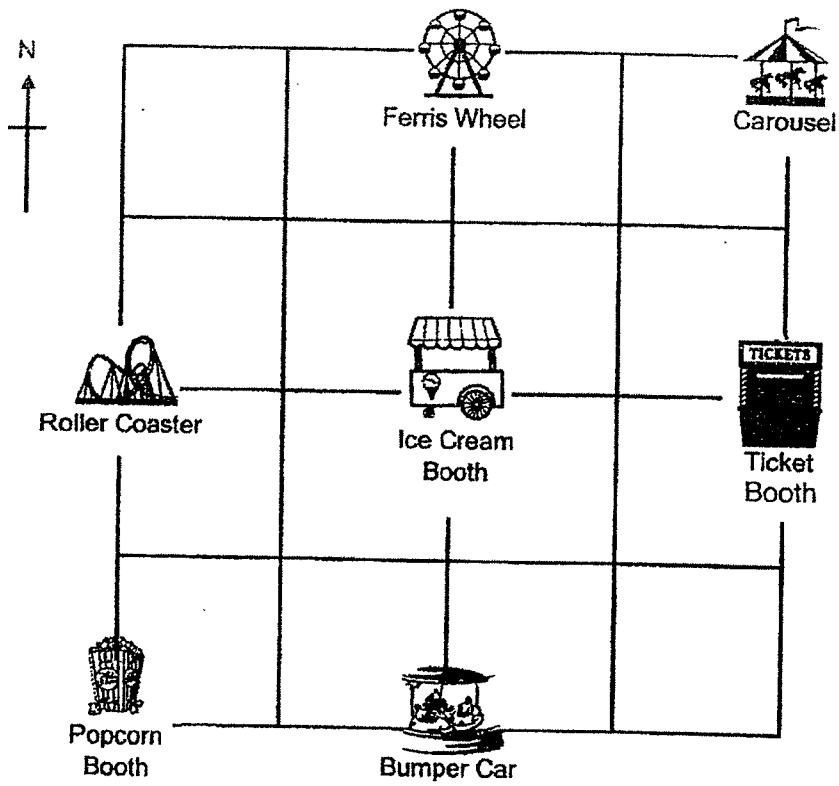 N
Ferris Wheel
Carousel
Roller Coaster
Ice Cream
Booth
TICKETS
Ticket
Booth
Popcorn
Booth
Bumper Car